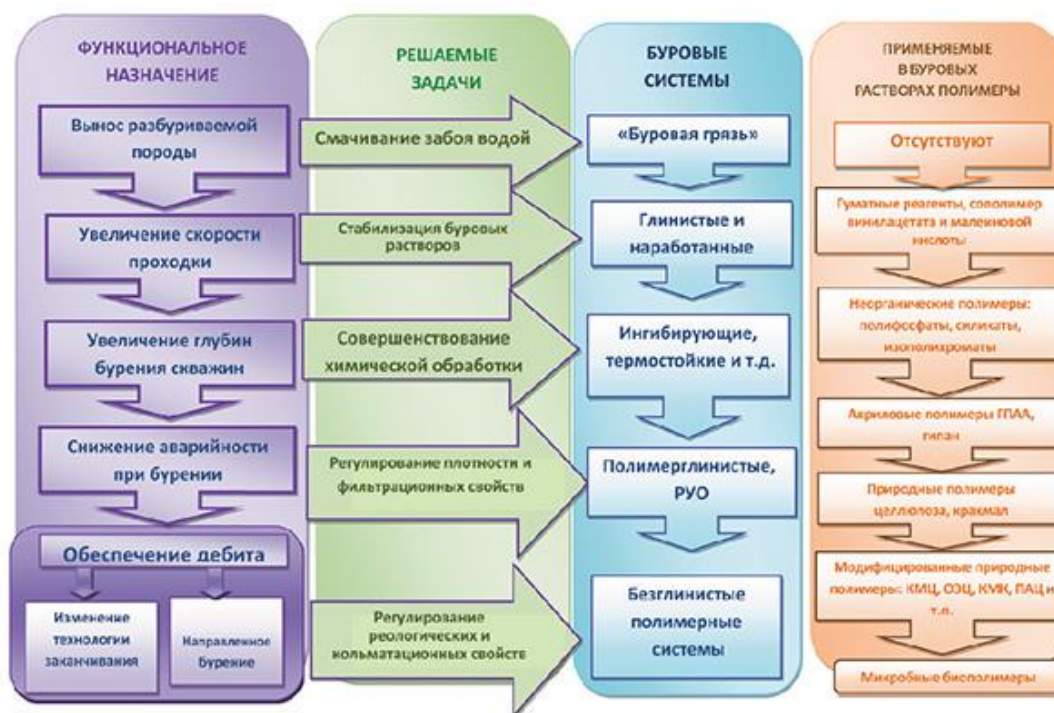 ФУНКЦИОНАЛЬНОЕ
НАЗНАЧЕНИЕ
Вынос разбуриваемой
породы
Увеличение скорости
проходки
Увеличение глубин
бурения скважин
Снижение аварийности
при бурении
Обеспечение дебита
Изменение
технологии
заканчивания
Направленное
бурение
РЕШАЕМЫЕ
ЗАДАЧИ
Смачивание забоя водой
Стабилизация буровых
растворов
Совершенствование
химической обработки
Регулирование плотности и
фильтрационных свойств
Регулирование
реологических и
кольматационных свойств
БУРОВЫЕ
СИСТЕМЫ
«Буровая грязь»
Глинистые и
наработанные
Ингибирующие,
термостойкие и т.д.
Полимерглинистые,
РУО
Безглинистые
полимерные
системы
ПРИМЕНЯЕМЫЕ
В БУРОВЫХ
РАСТВОРАХ ПОЛИМЕРЫ
Отсутствуют
Гуматные реагенты, сополимер
винилацетата и малеиновой
кислоты
Неорганические полимеры:
полифосфаты, силикаты,
изополихроматы
Акриловые полимеры ГПАА,
гипан
Природные полимеры
целлюлоза, крахмал
Модифицированные природные
полимеры: КМЦ, ОЭЦ, КМК, ПАЦ и
т.п.
Микробные биополимеры